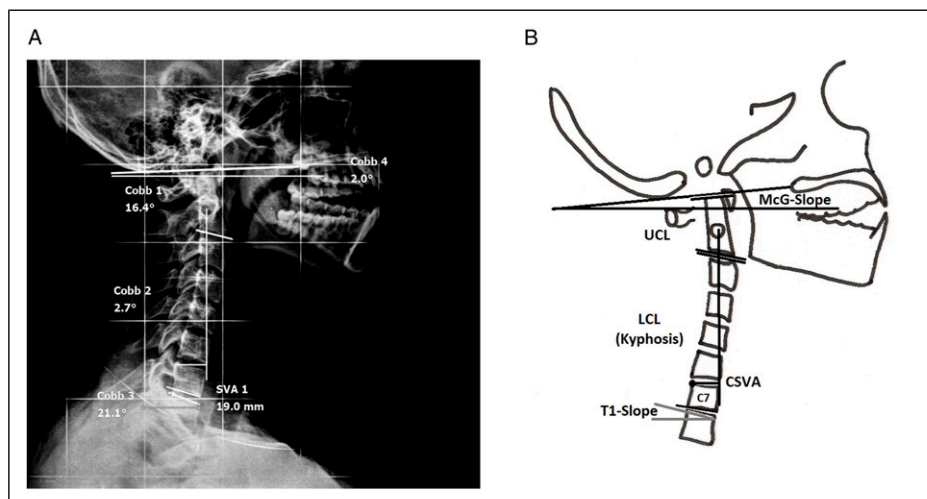 A
Cobb 4
2.0°
Cobb 1
16.4°
Cobb 2
2.7°
Cobb 3
21.1°
SVA 1
19.0 mm
B
McG-Slope
UCL
LCL
(Kyphosis)
CSVA
C7
T1-Slope